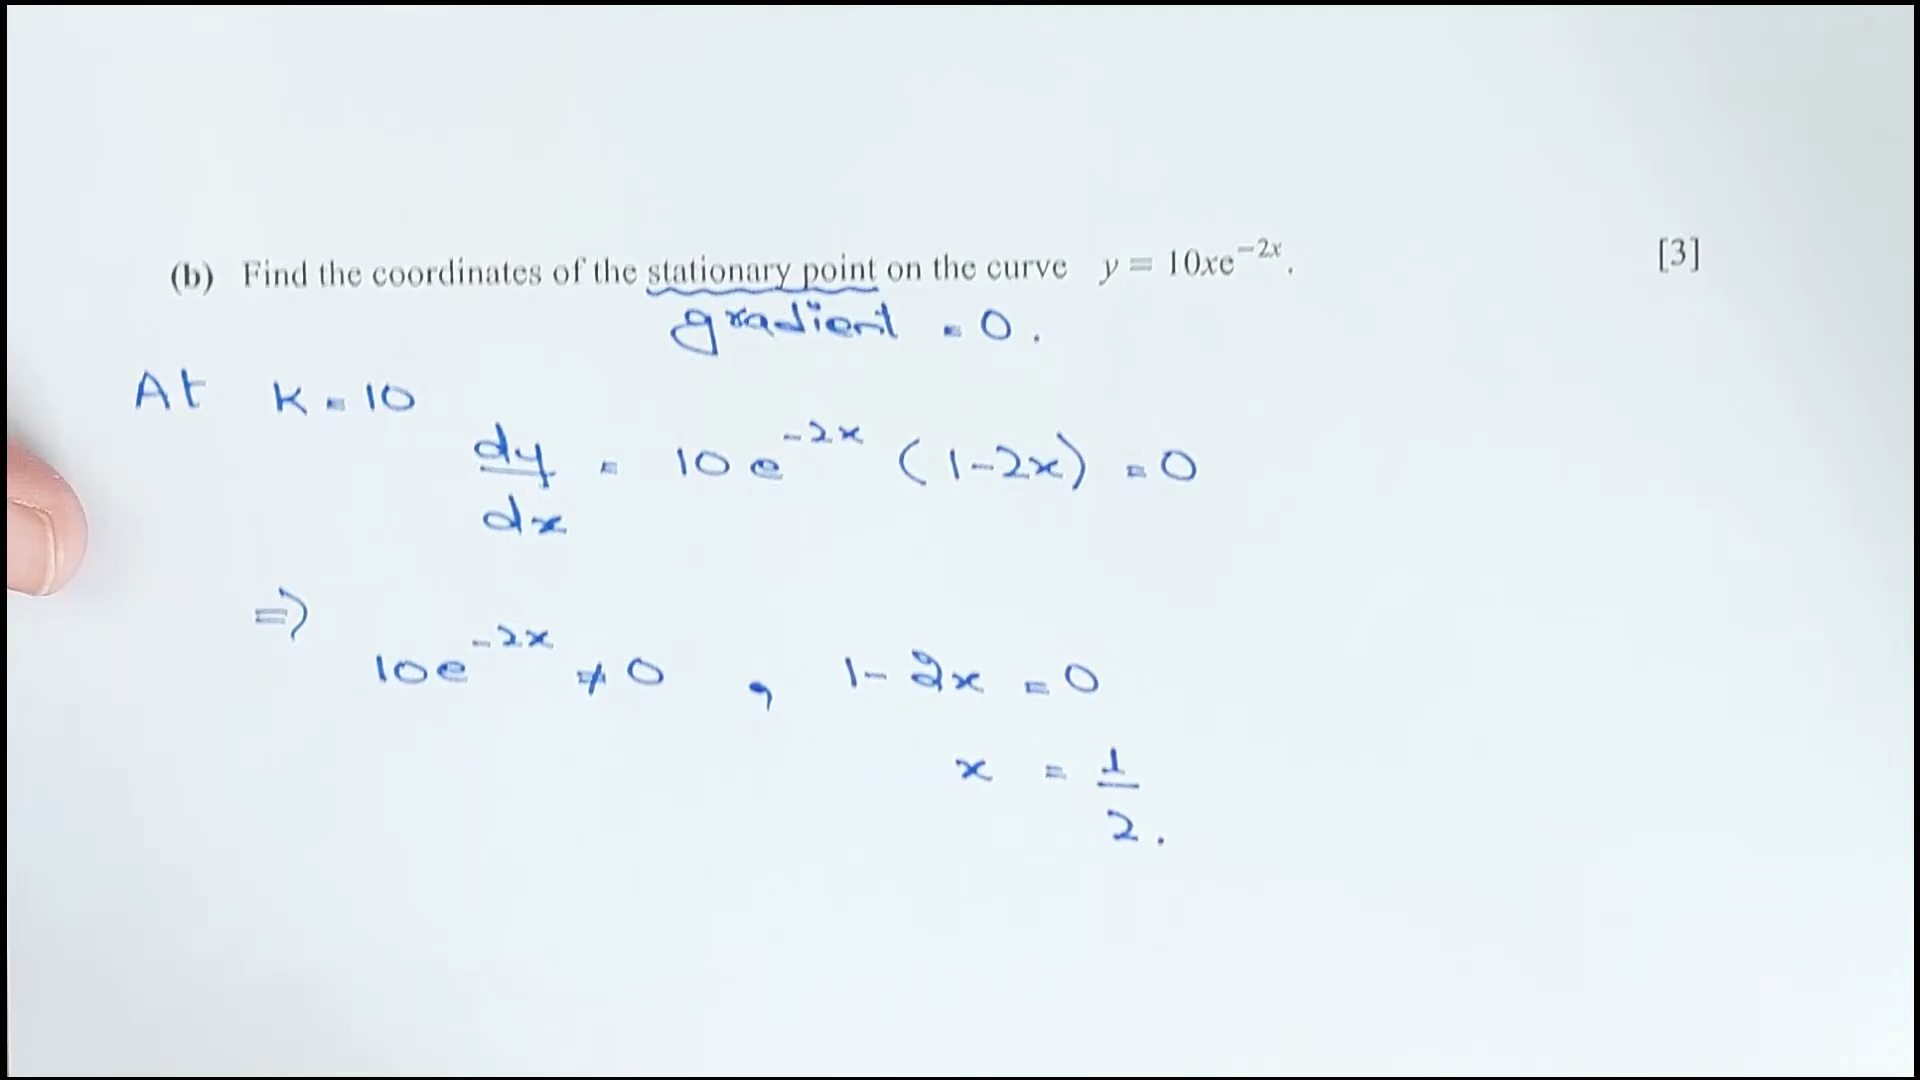 (b) Find the coordinates of the stationary point on the curve y = 10xe^{-2x}. [3]
gradient = 0.
At K = 10
dy/dx = 10e^{-2x} (1-2x) = 0
⇒
10e^{-2x} ≠ 0 , 1-2x = 0
x = 1/2.